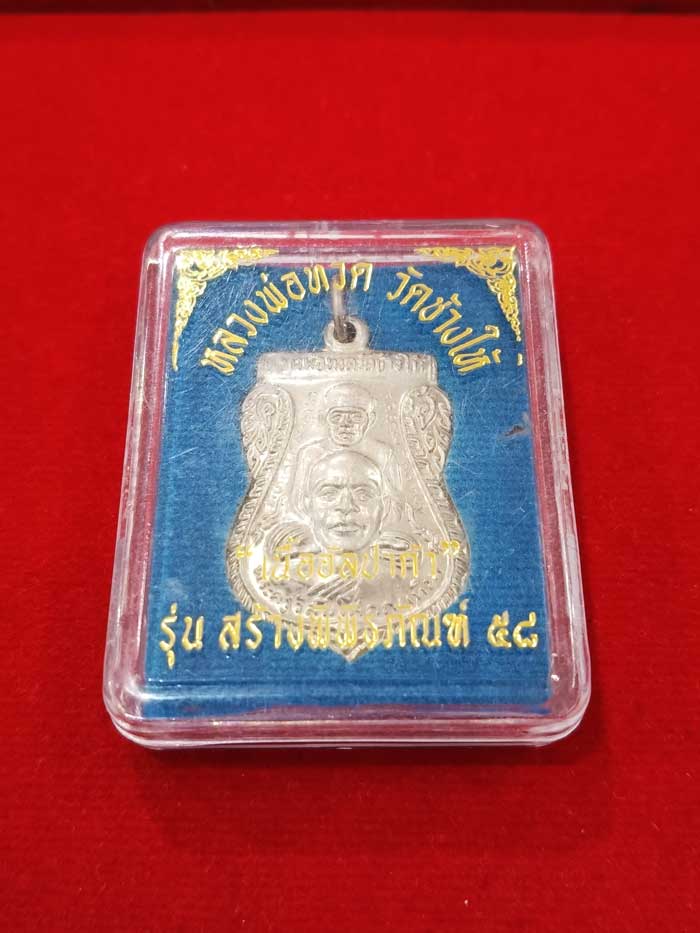 หลวงพ่อทวด วัดช้างให้
"เนื้ออัลปาก้า"
รุ่น สร้างพิพิธภัณฑ์ ๕๘